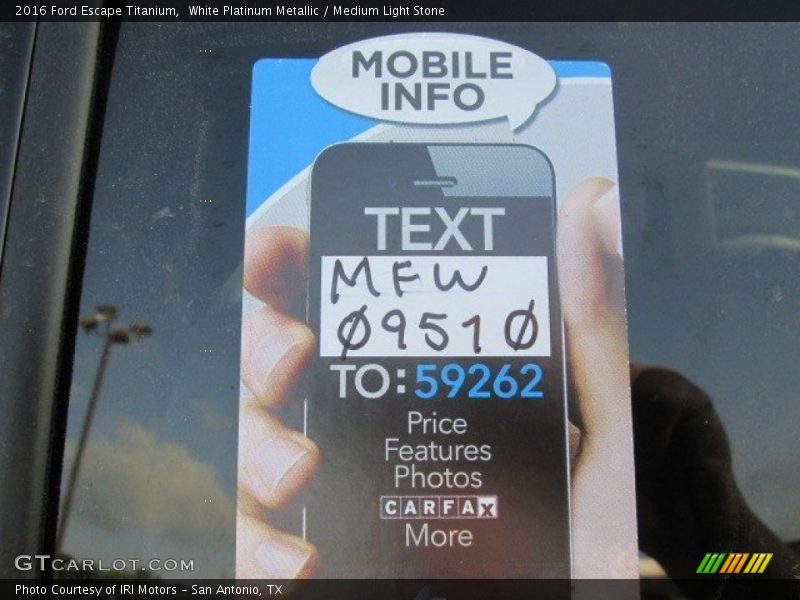 2016 Ford Escape Titanium,  White Platinum Metallic / Medium Light Stone
MOBILE
INFO
TEXT
MFW
09510
TO: 59262
Price
Features
Photos
CARFAX
More
GTCARLOT.COM
Photo Courtesy of IRI Motors – San Antonio, TX